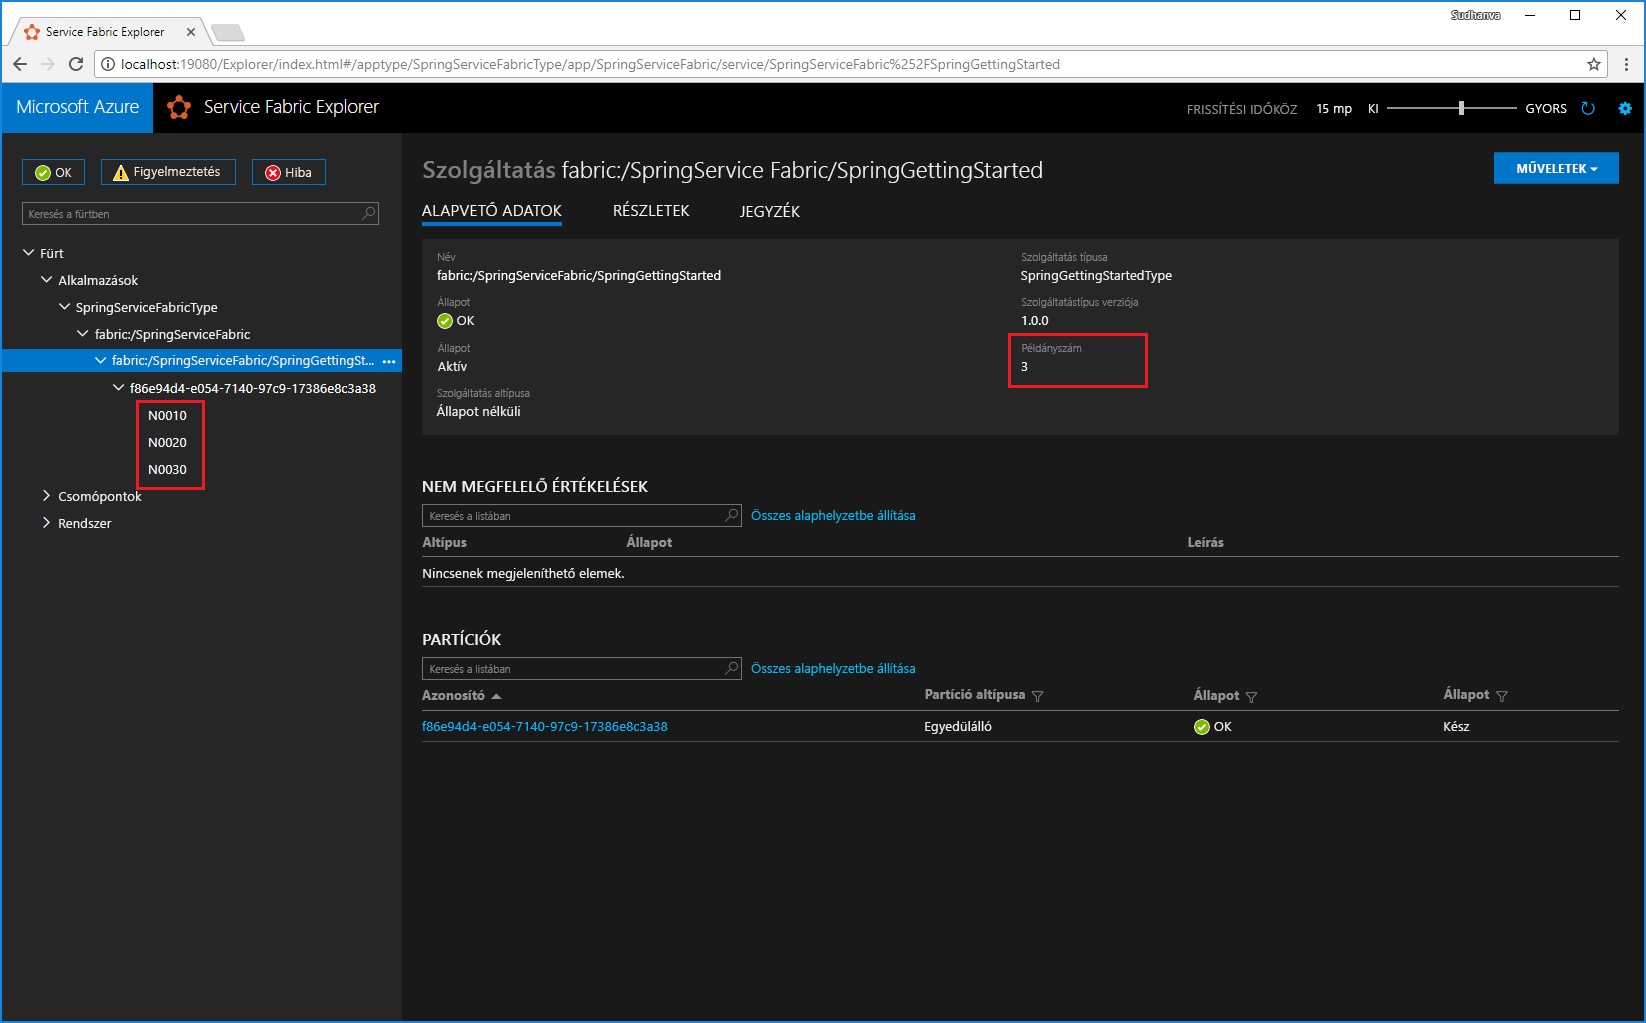 Sudhanva
Service Fabric Explorer
localhost:19080/Explorer/index.html#/apptype/SpringServiceFabricType/app/SpringServiceFabric/service/SpringServiceFabric%252FSpringGettingStarted
Microsoft Azure
Service Fabric Explorer
FRISSÍTÉSI IDŐKÖZ 15 mp KI GYORS
OK
Figyelmeztetés
Hiba
Keresés a fürtben
Fürt
Alkalmazások
SpringServiceFabricType
fabric:/SpringServiceFabric
fabric:/SpringServiceFabric/SpringGettingSt...
f86e94d4-e054-7140-97c9-17386e8c3a38
N0010
N0020
N0030
Csomópontok
Rendszer
Szolgáltatás fabric:/SpringService Fabric/SpringGettingStarted
MŰVELETEK
ALAPVETŐ ADATOK RÉSZLETEK JEGYZÉK
Név
fabric:/SpringServiceFabric/SpringGettingStarted
Állapot
OK
Állapot
Aktív
Szolgáltatás altípusa
Állapot nélküli
Szolgáltatás típusa
SpringGettingStartedType
Szolgáltatástípus verziója
1.0.0
Példányszám
3
NEM MEGFELELŐ ÉRTÉKELÉSEK
Keresés a listában Összes alaphelyzetbe állítása
Altípus Állapot Leírás
Nincsenek megjeleníthető elemek.
PARTÍCIÓK
Keresés a listában Összes alaphelyzetbe állítása
Azonosító Partíció altípusa Állapot Állapot
f86e94d4-e054-7140-97c9-17386e8c3a38 Egyedülálló OK Kész